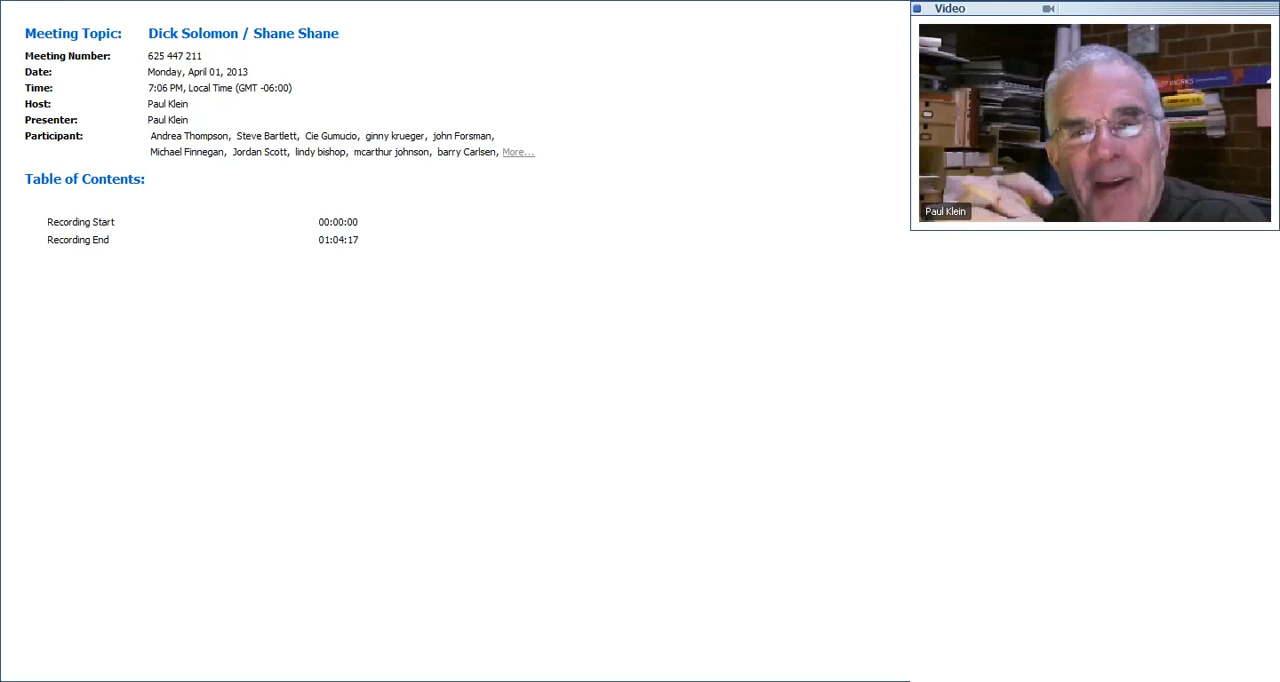 Meeting Topic: Dick Solomon / Shane Shane
Meeting Number: 625 447 211
Date: Monday, April 01, 2013
Time: 7:06 PM, Local Time (GMT -06:00)
Host: Paul Klein
Presenter: Paul Klein
Participant: Andrea Thompson, Steve Bartlett, Cie Gumucio, ginny krueger, john Forsman,
Michael Finnegan, Jordan Scott, lindy bishop, mcarthur johnson, barry Carlsen, More...
Table of Contents:
Recording Start 00:00:00
Recording End 01:04:17
Video
WORKS
Paul Klein